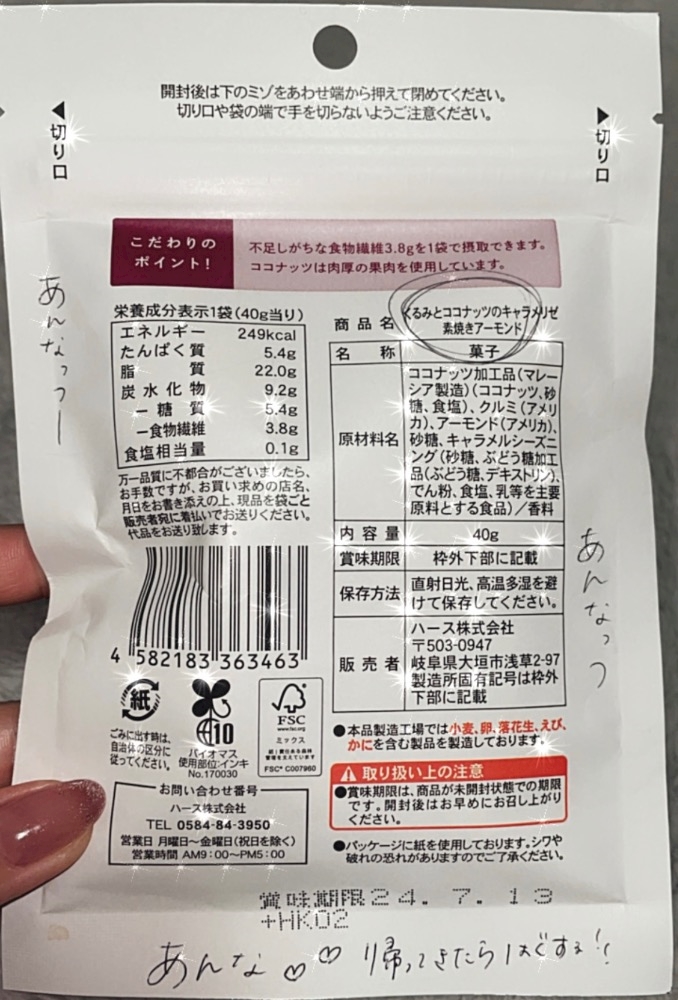 開封後は下のミゾをあわせ端から押えて閉めてください。
切り口や袋の端で手を切らないようご注意ください。
◀切り口
▶切り口
こだわりの
ポイント!
不足しがちな食物繊維3.8gを1袋で摂取できます。
ココナッツは肉厚の果肉を使用しています。
あんなっつー
栄養成分表示1袋(40g当り)
エネルギー 249kcal
たんぱく質 5.4g
脂質 22.0g
炭水化物 9.2g
ー糖質 5.4g
ー食物繊維 3.8g
食塩相当量 0.1g
万一品質に不都合がございましたら、
お手数ですが、お買い求めの店名、
月日をお書き添えの上、現品を袋ごと
販売者宛に着払いでお送りください。
代品をお送り致します。
4 582183 363463
紙
ごみに出す時は、
自治体の区分に
従ってください。
10
バイオマス
使用部位:インキ
No.170030
FSC
www.fsc.org
ミックス
紙|責任ある森林
管理を支えています
FSC® C007960
お問い合わせ番号
ハース株式会社
TEL 0584-84-3950
営業日 月曜日〜金曜日(祝日を除く)
営業時間 AM9:00〜PM5:00
商品名 くるみとココナッツのキャラメリゼ
素焼きアーモンド
名称 菓子
原材料名 ココナッツ加工品(マレー
シア製造)(ココナッツ、砂
糖、食塩)、クルミ(アメリ
カ)、アーモンド(アメリカ)、
砂糖、キャラメルシーズニ
ング(砂糖、ぶどう糖加工
品(ぶどう糖、デキストリン)、
でん粉、食塩、乳等を主要
原料とする食品)/香料
内容量 40g
賞味期限 枠外下部に記載
保存方法 直射日光、高温多湿を避
けて保存してください。
販売者 ハース株式会社
〒503-0947
岐阜県大垣市浅草2-97
製造所固有記号は枠外
下部に記載
あんなっつ
●本品製造工場では小麦、卵、落花生、えび、
かにを含む製品を製造しております。
取り扱い上の注意
●賞味期限は、商品が未開封状態での期限
です。開封後はお早めにお召し上がり
ください。
●パッケージに紙を使用しております。シワや
破れの恐れがありますのでご了承ください。
賞味期限24.7.13
+HK02
あんな♡♡ 帰ってきたらはぐする!!